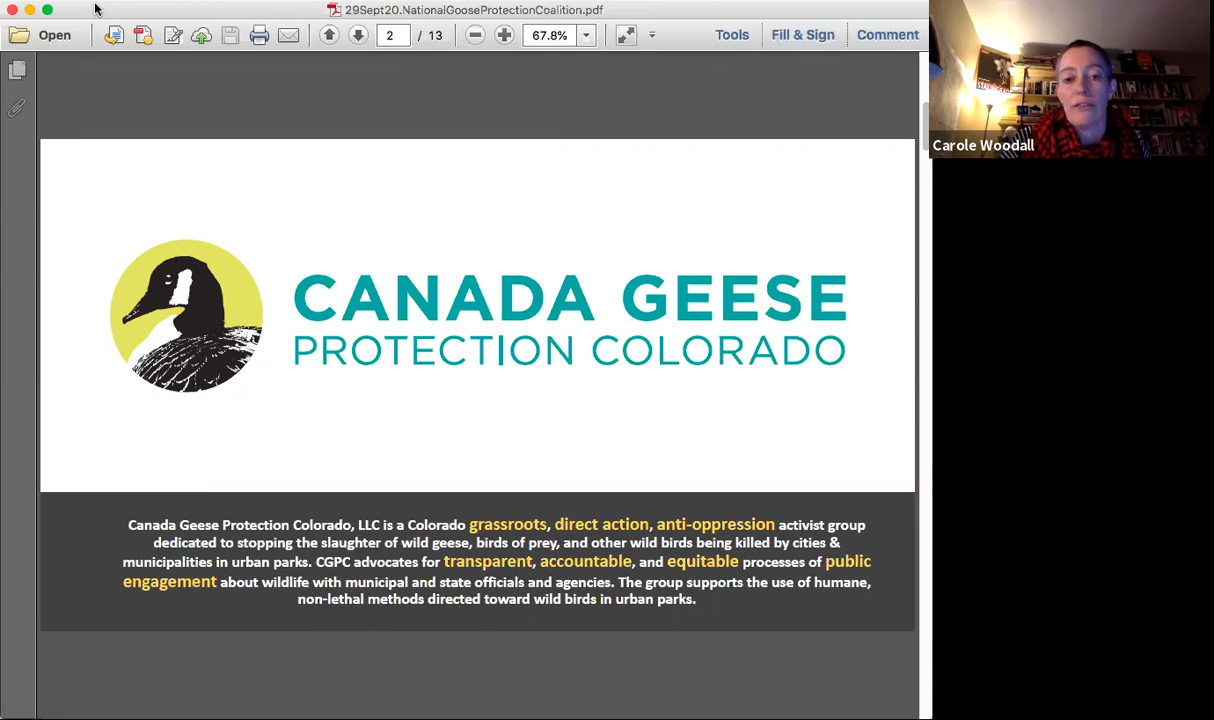 29Sept20.NationalGooseProtectionCoalition.pdf
Open
2
/ 13
67.8%
Tools
Fill & Sign
Comment
Carole Woodall
CANADA GEESE
PROTECTION COLORADO
Canada Geese Protection Colorado, LLC is a Colorado grassroots, direct action, anti-oppression activist group
dedicated to stopping the slaughter of wild geese, birds of prey, and other wild birds being killed by cities &
municipalities in urban parks. CGPC advocates for transparent, accountable, and equitable processes of public
engagement about wildlife with municipal and state officials and agencies. The group supports the use of humane,
non-lethal methods directed toward wild birds in urban parks.